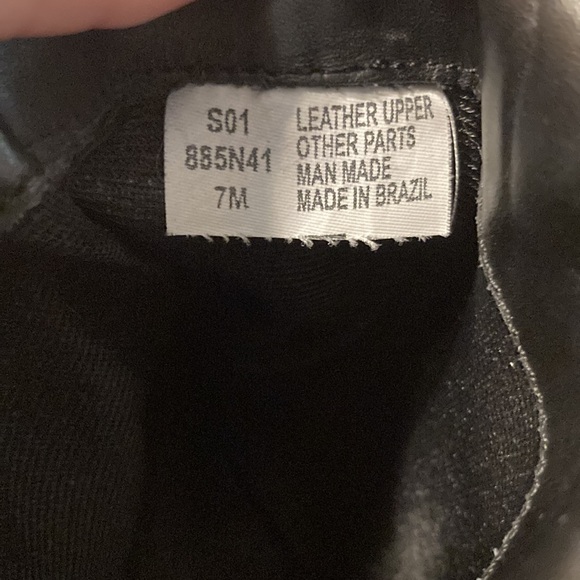 S01
885N41
7M
LEATHER UPPER
OTHER PARTS
MAN MADE
MADE IN BRAZIL